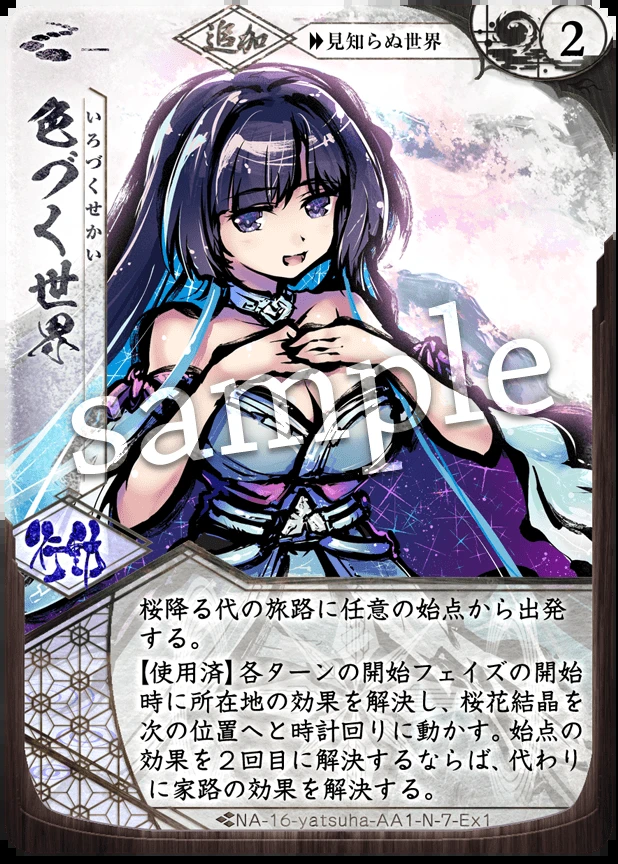 追加
▶▶見知らぬ世界
2
色づく世界
いろづくせかい
sample
行動
桜降る代の旅路に任意の始点から出発
する。
【使用済】各ターンの開始フェイズの開始
時に所在地の効果を解決し、桜花結晶を
次の位置へと時計回りに動かす。始点の
効果を２回目に解決するならば、代わり
に家路の効果を解決する。
NA-16-yatsuha-AA1-N-7-Ex1